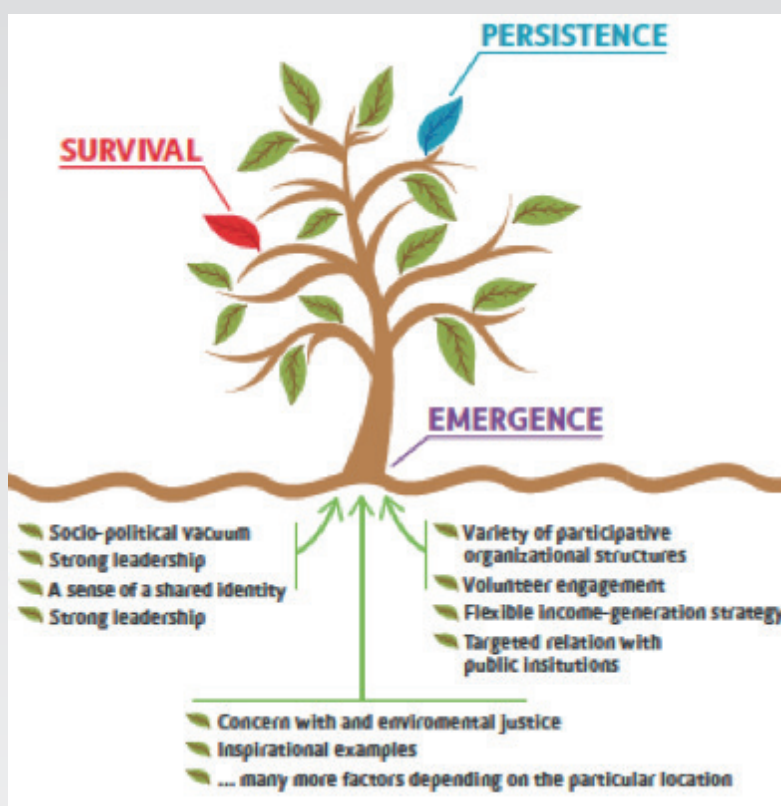 PERSISTENCE
SURVIVAL
EMERGENCE
Socio-political vacuum
Strong leadership
A sense of a shared identity
Strong leadership
Variety of participative
organizational structures
Volunteer engagement
Flexible income-generation strategy
Targeted relation with
public insitutions
Concern with and enviromental justice
Inspirational examples
... many more factors depending on the particular location